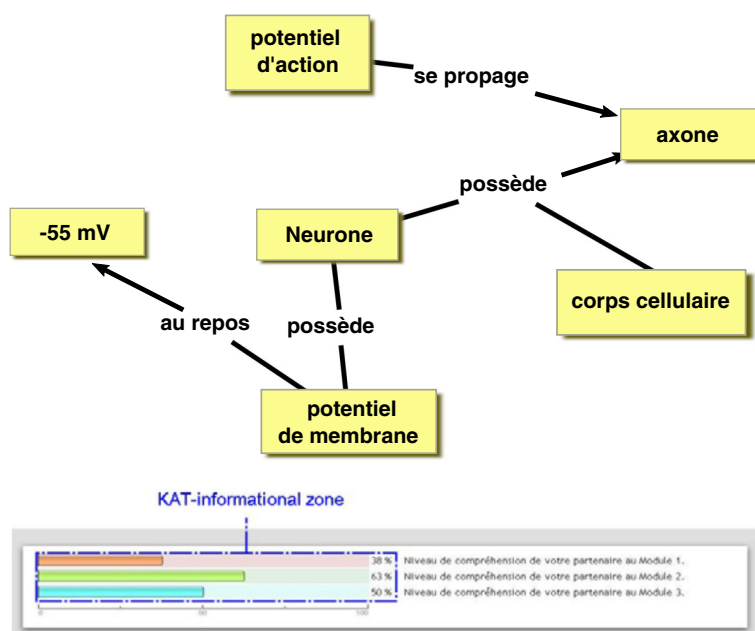 potentiel
d'action
se propage
axone
possède
-55 mV
Neurone
corps cellulaire
au repos
possède
potentiel
de membrane
KAT-informational zone
38 % Niveau de compréhension de votre partenaire au Module 1.
63 % Niveau de compréhension de votre partenaire au Module 2.
50 % Niveau de compréhension de votre partenaire au Module 3.
0 50 100